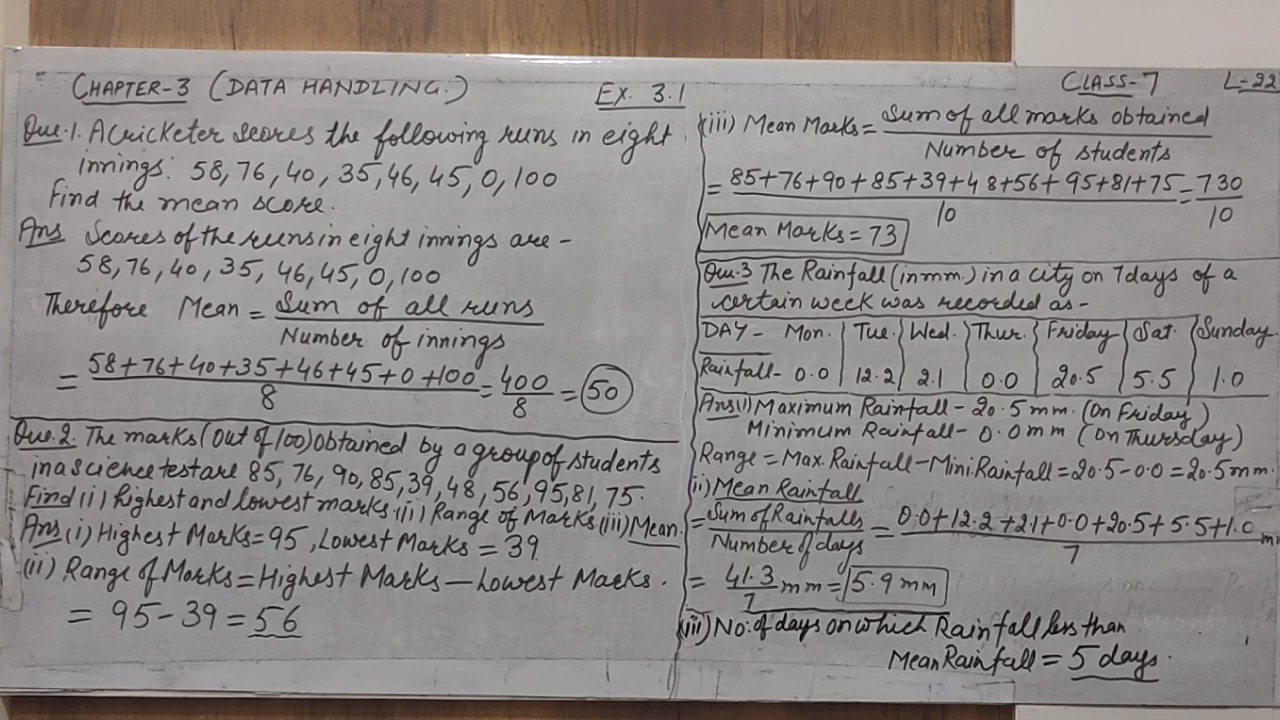 CHAPTER-3 (DATA HANDLING.)
EX. 3.1
CLASS-7
L-22
Que.1. A Cricketer scores the following runs in eight
innings: 58, 76, 40, 35, 46, 45, 0, 100
Find the mean score.
Ans Scores of the runs in eight innings are -
58, 76, 40, 35, 46, 45, 0, 100
Therefore Mean = Sum of all runs
Number of innings
= 58+76+40+35+46+45+0+100 = 400 = 50
8 8
Que.2. The marks (out of 100) obtained by a group of students
in a science test are 85, 76, 90, 85, 39, 48, 56, 95, 81, 75.
Find (i) highest and lowest marks (ii) Range of Marks (iii) Mean.
Ans (i) Highest Marks = 95, Lowest Marks = 39
(ii) Range of Marks = Highest Marks - Lowest Marks.
= 95-39 = 56
(iii) Mean Marks = Sum of all marks obtained
Number of students
= 85+76+90+85+39+48+56+95+81+75 = 730
10 10
Mean Marks = 73
Que.3 The Rainfall (in mm.) in a city on 7 days of a
certain week was recorded as -
DAY - Mon. Tue. Wed. Thur. Friday Sat. Sunday.
Rainfall - 0.0 12.2 2.1 0.0 20.5 5.5 1.0
Ans (i) Maximum Rainfall - 20.5 mm. (On Friday)
Minimum Rainfall - 0.0 mm (On Thursday)
Range = Max. Rainfall - Mini. Rainfall = 20.5-0.0 = 20.5 mm.
(ii) Mean Rainfall
= Sum of Rainfalls = 0.0+12.2+2.1+0.0+20.5+5.5+1.0 m
Number of days 7
= 41.3 mm = 5.9 mm
7
(iii) No. of days on which Rainfall less than
Mean Rainfall = 5 days.